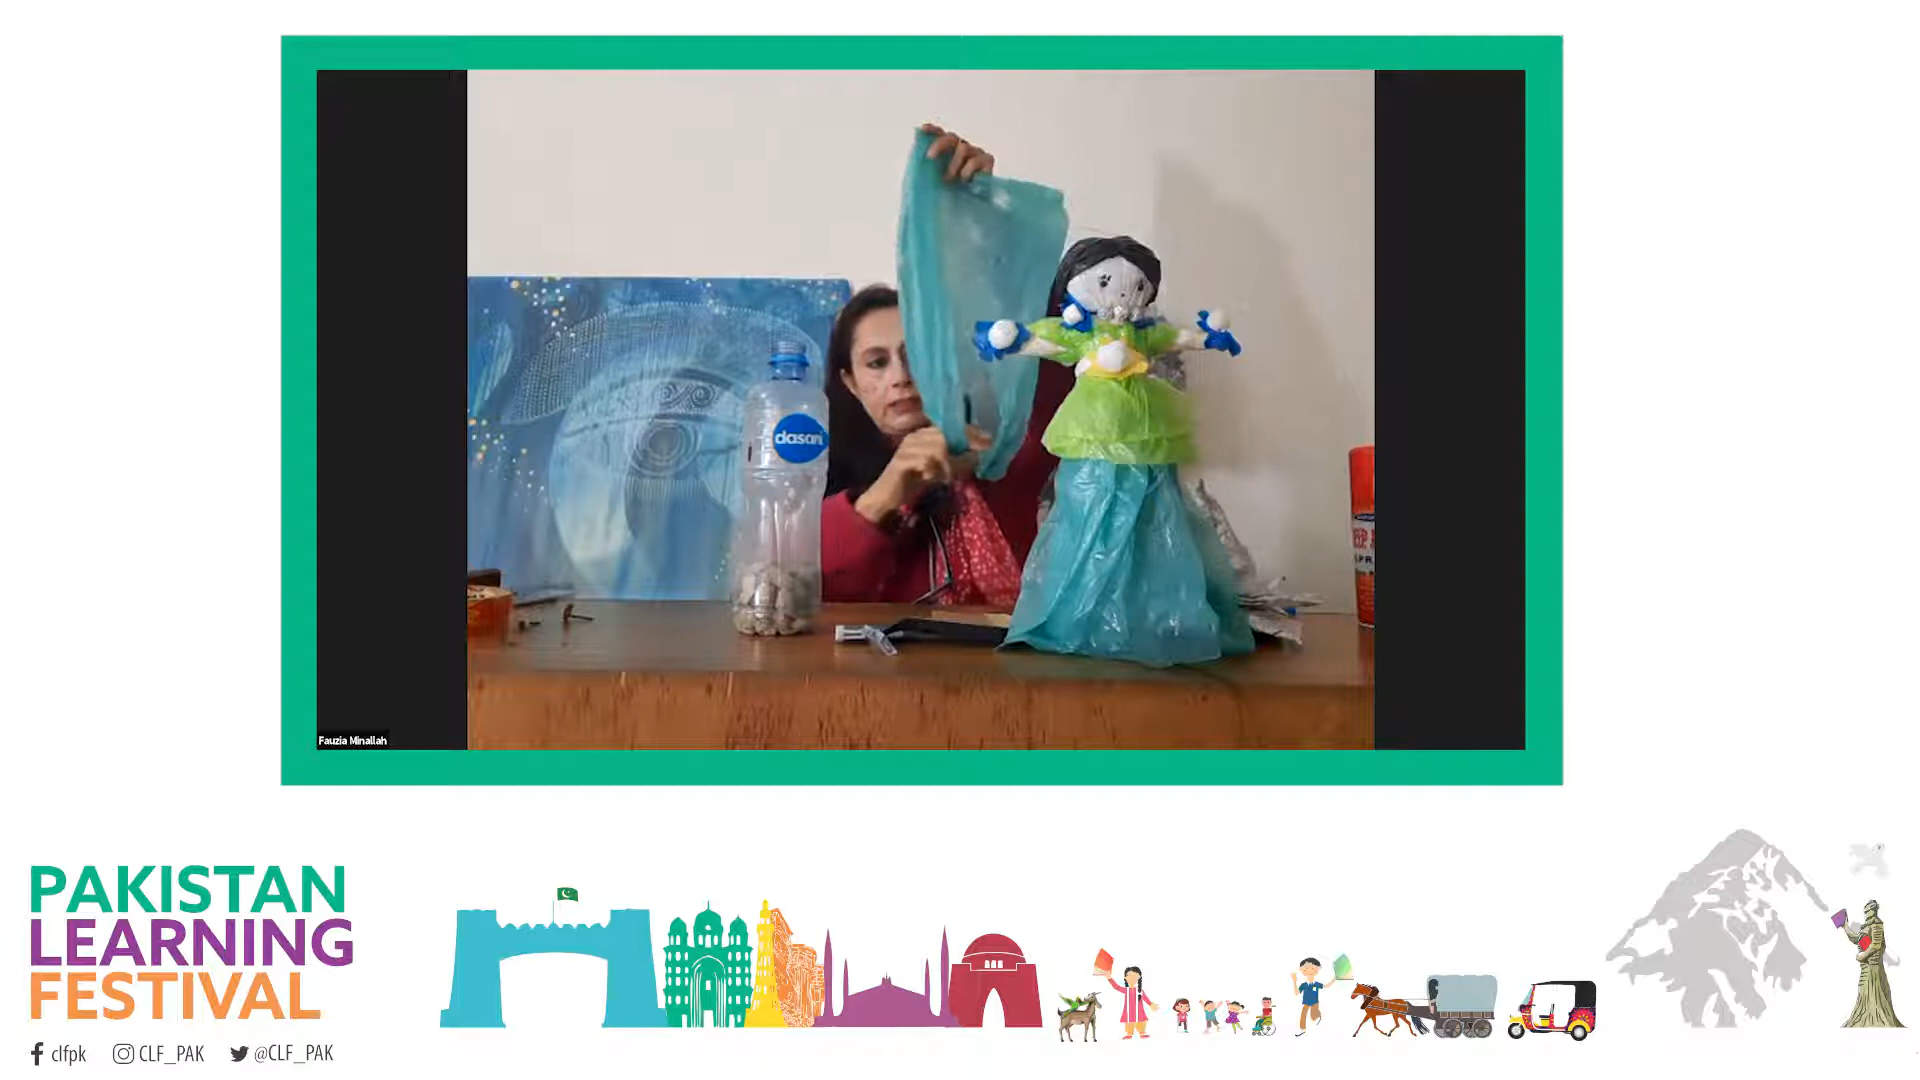 dasani
Fauzia Minallah
PAKISTAN
LEARNING
FESTIVAL
clfpk CLF_PAK @CLF_PAK